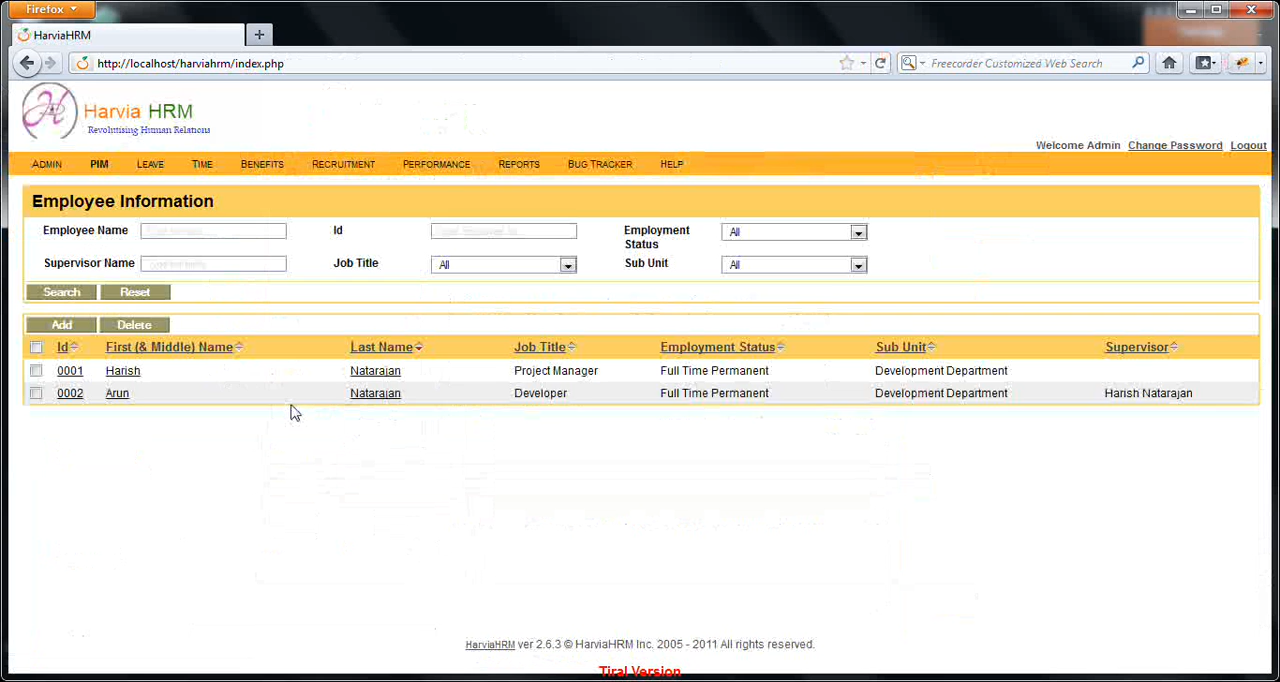 Firefox
HarviaHRM
http://localhost/harviahrm/index.php
Freecorder Customized Web Search
Harvia HRM
Revolutising Human Relations
Welcome Admin Change Password Logout
ADMIN PIM LEAVE TIME BENEFITS RECRUITMENT PERFORMANCE REPORTS BUG TRACKER HELP
Employee Information
Employee Name Id Employment Status All
Supervisor Name Job Title All Sub Unit All
Search Reset
Add Delete
Id First (& Middle) Name Last Name Job Title Employment Status Sub Unit Supervisor
0001 Harish Natarajan Project Manager Full Time Permanent Development Department
0002 Arun Natarajan Developer Full Time Permanent Development Department Harish Natarajan
HarviaHRM ver 2.6.3 © HarviaHRM Inc. 2005 - 2011 All rights reserved.
Tiral Version